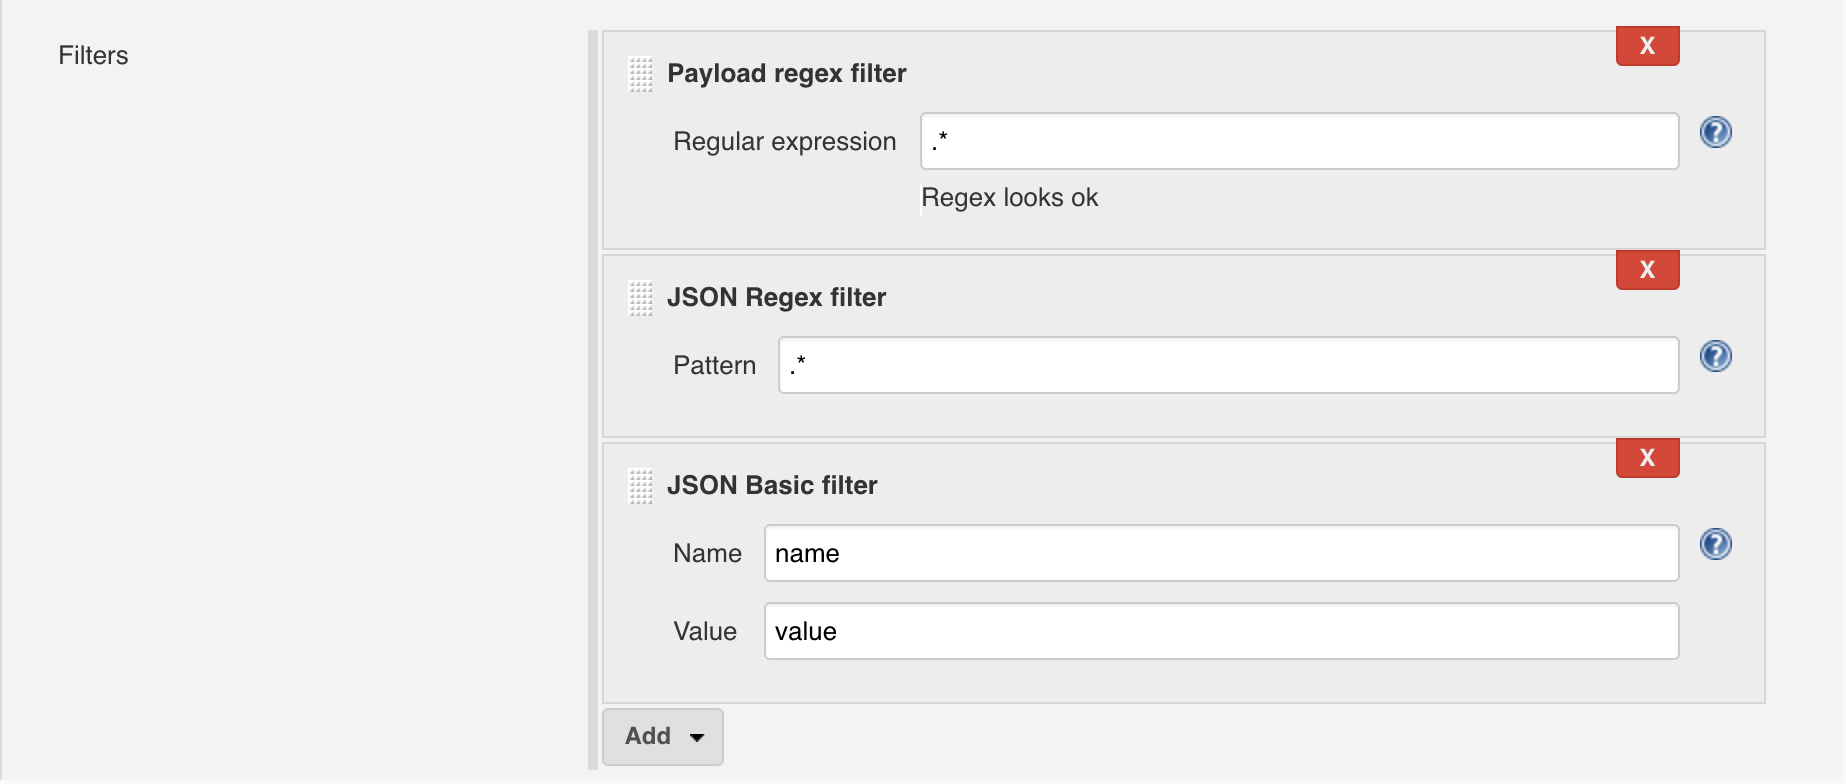 Filters
X
Payload regex filter
Regular expression .* ?
Regex looks ok
X
JSON Regex filter
Pattern .* ?
X
JSON Basic filter
Name name ?
Value value
Add